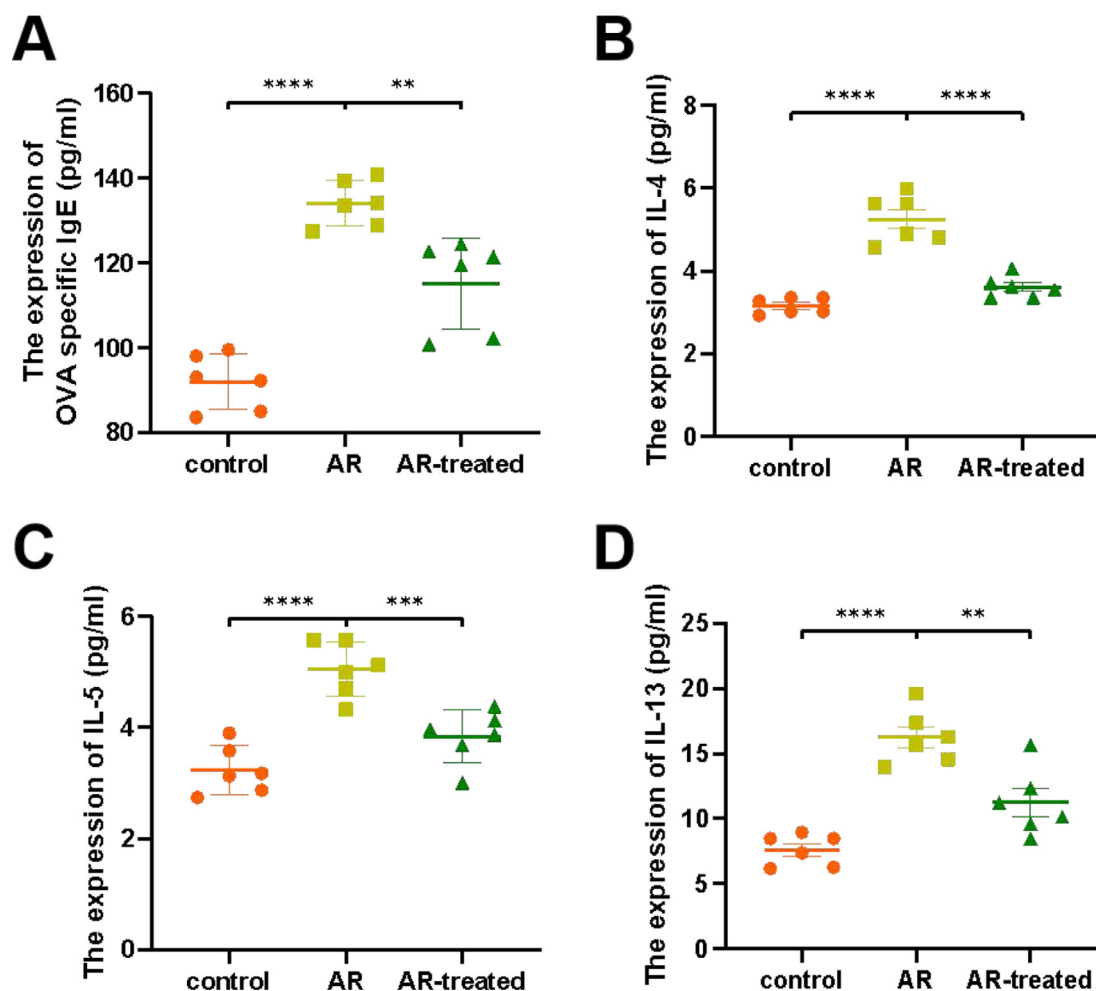 A
The expression of
OVA specific IgE (pg/ml)
160
140
120
100
80
****
**
control
AR
AR-treated
B
The expression of IL-4 (pg/ml)
8
6
4
2
0
****
****
control
AR
AR-treated
C
The expression of IL-5 (pg/ml)
6
4
2
0
****
***
control
AR
AR-treated
D
The expression of IL-13 (pg/ml)
25
20
15
10
5
0
****
**
control
AR
AR-treated